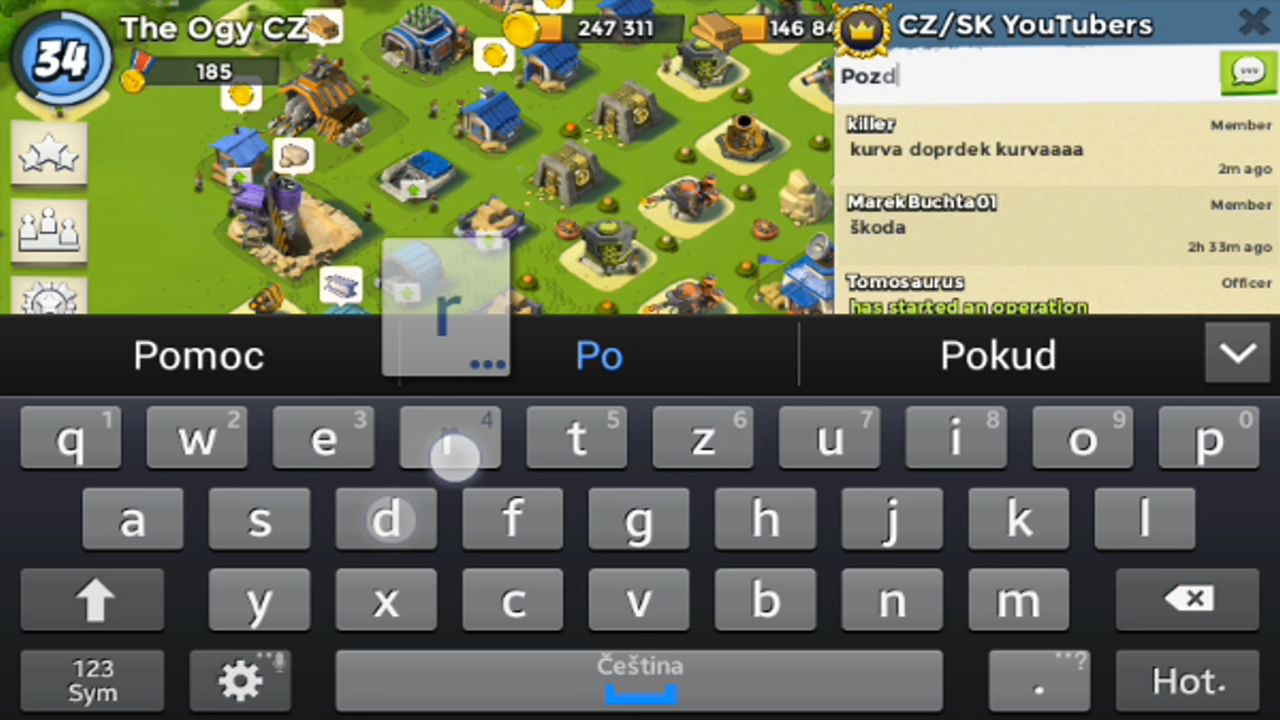 34
The Ogy CZ
185
247 311
146 84
CZ/SK YouTubers
Pozd
killer
Member
kurva doprdek kurvaaaa
2m ago
MarekBuchta01
Member
škoda
2h 33m ago
Tomosaurus
Officer
has started an operation
r
Pomoc
Po
Pokud
q 1 w 2 e 3 r 4 t 5 z 6 u 7 i 8 o 9 p 0
a s d f g h j k l
y x c v b n m
123
Sym
Čeština
. ?
Hot.